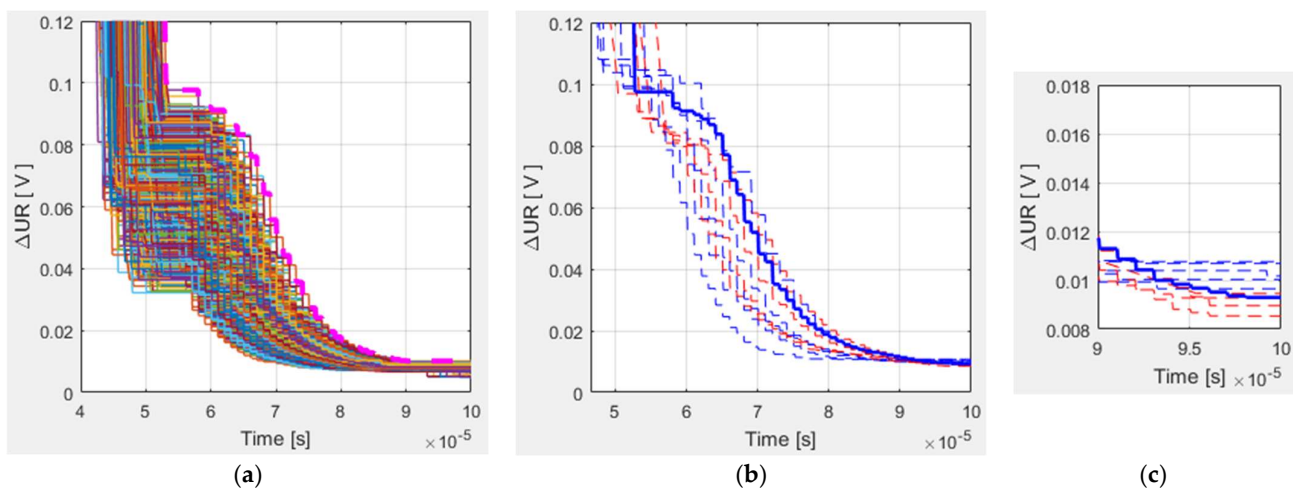 0.12
0.1
0.08
0.06
0.04
0.02
0
ΔUR [ V ]
4 5 6 7 8 9 10
Time [s]
×10⁻⁵
(a)
0.12
0.1
0.08
0.06
0.04
0.02
0
ΔUR [ V ]
5 6 7 8 9 10
Time [s]
×10⁻⁵
(b)
0.018
0.016
0.014
0.012
0.01
0.008
ΔUR [ V ]
9 9.5 10
Time [s]
×10⁻⁵
(c)